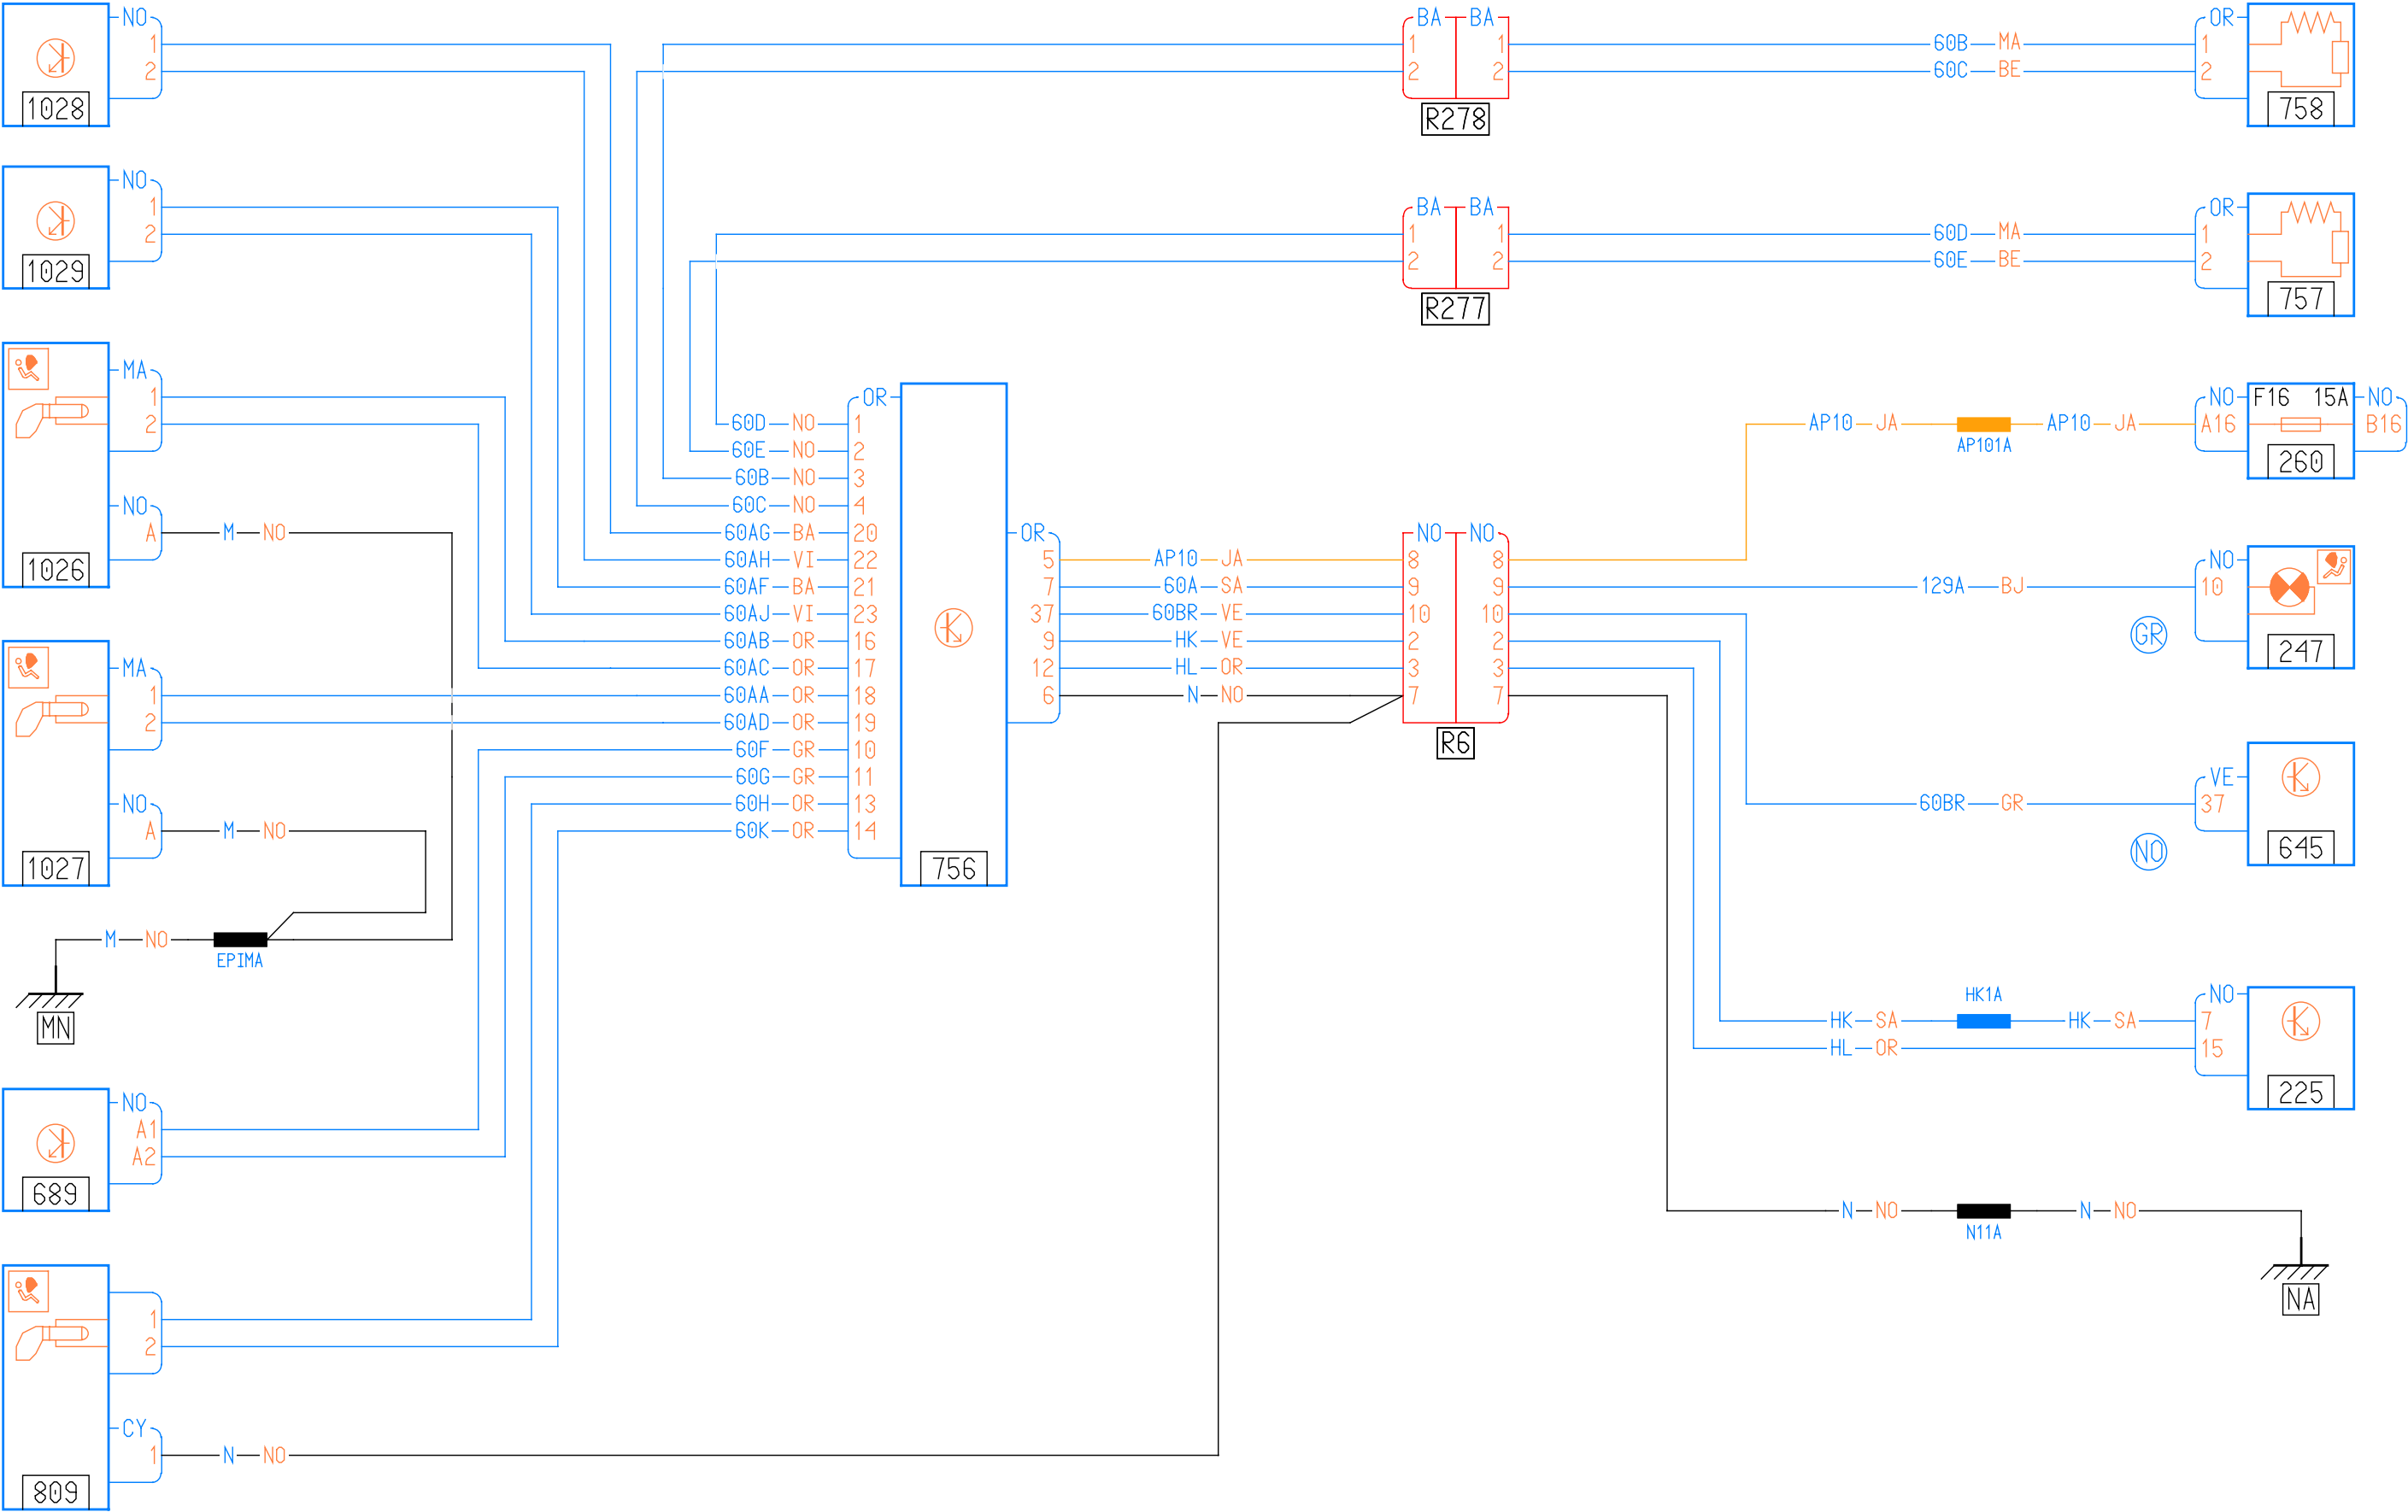 NO
1
2
1028
BA BA
1 1
2 2
R278
60B MA
60C BE
OR
1
2
758
NO
1
2
1029
BA BA
1 1
2 2
R277
60D MA
60E BE
OR
1
2
757
MA
1
2
NO
A M NO
1026
MA
1
2
NO
A M NO
1027
M NO
EPIMA
MN
NO
A1
A2
689
1
2
CY
1 N NO
809
OR
60D NO 1
60E NO 2
60B NO 3
60C NO 4
60AG BA 20
60AH VI 22
60AF BA 21
60AJ VI 23
60AB OR 16
60AC OR 17
60AA OR 18
60AD OR 19
60F GR 10
60G GR 11
60H OR 13
60K OR 14
756
OR
5 AP10 JA
7 60A SA
37 60BR VE
9 HK VE
12 HL OR
6 N NO
NO NO
8 8
9 9
10 10
2 2
3 3
7 7
R6
AP10 JA AP10 JA
AP101A
NO F16 15A NO
A16 B16
260
129A BJ
NO
10
GR
247
60BR GR
VE
37
NO
645
HK1A
HK SA HK SA
HL OR
NO
7
15
225
N NO N NO
N11A
NA